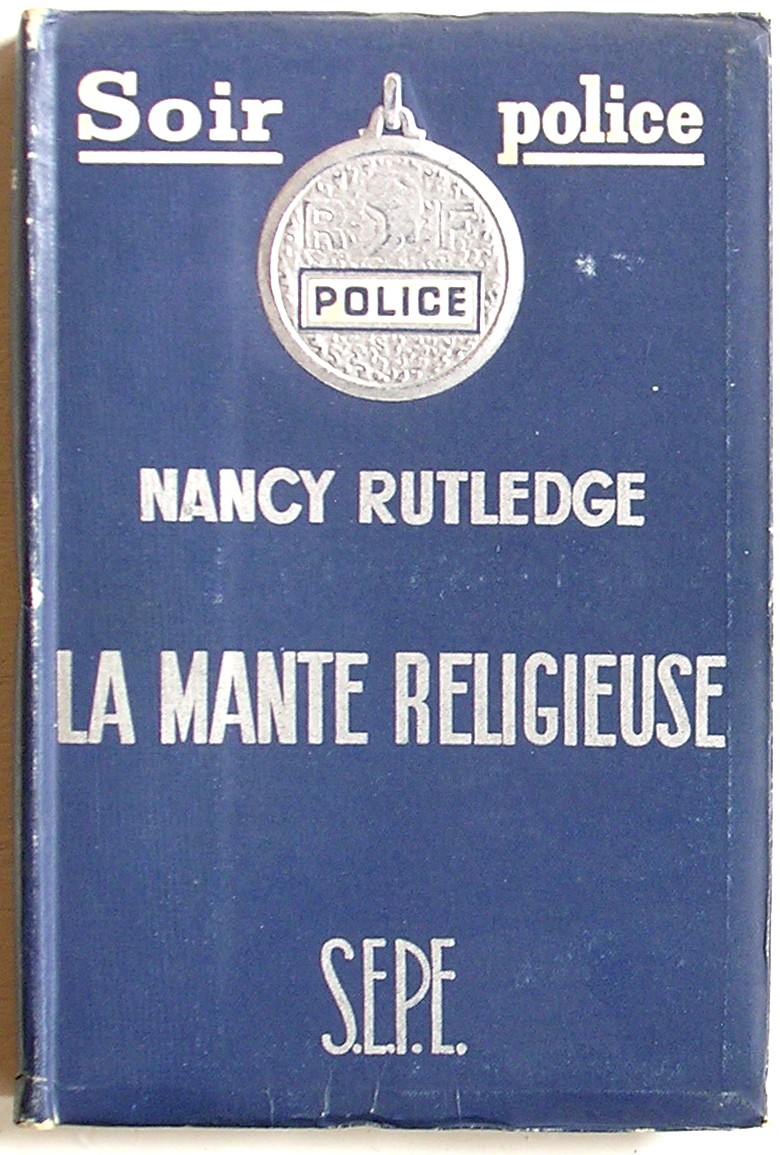 Soir police
R F
POLICE
NANCY RUTLEDGE
LA MANTE RELIGIEUSE
S.E.P.E.